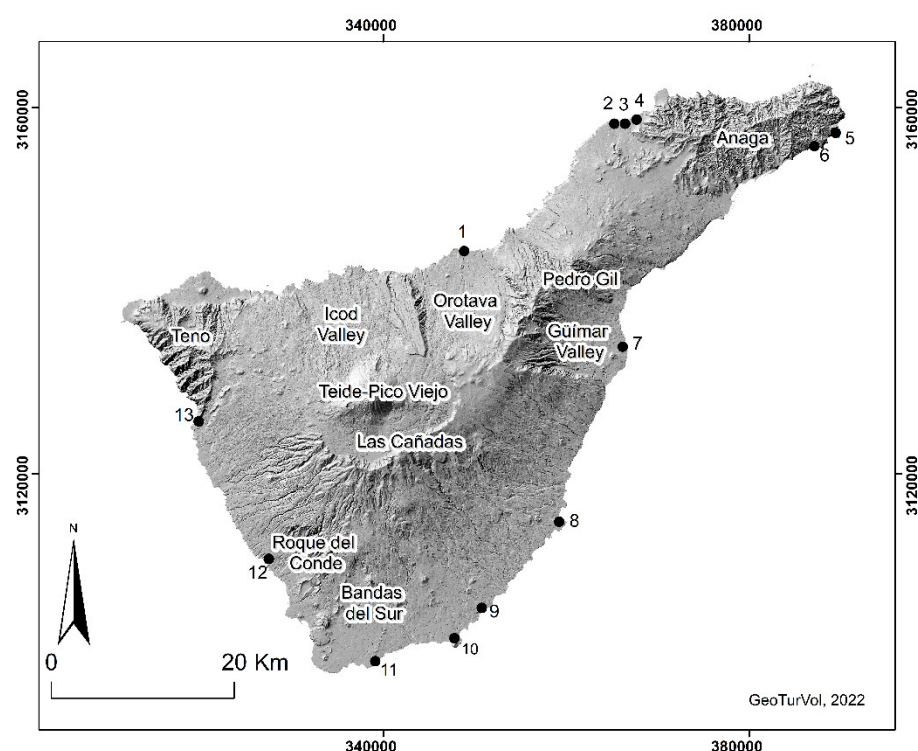 340000
380000
3160000
3160000
2 3 4
Anaga
5
6
1
Pedro Gil
Orotava
Valley
Icod
Valley
Teno
Güímar
Valley
7
Teide-Pico Viejo
13
Las Cañadas
3120000
3120000
8
N
Roque del
Conde
12
Bandas
del Sur
9
10
0
20 Km
11
GeoTurVol, 2022
340000
380000